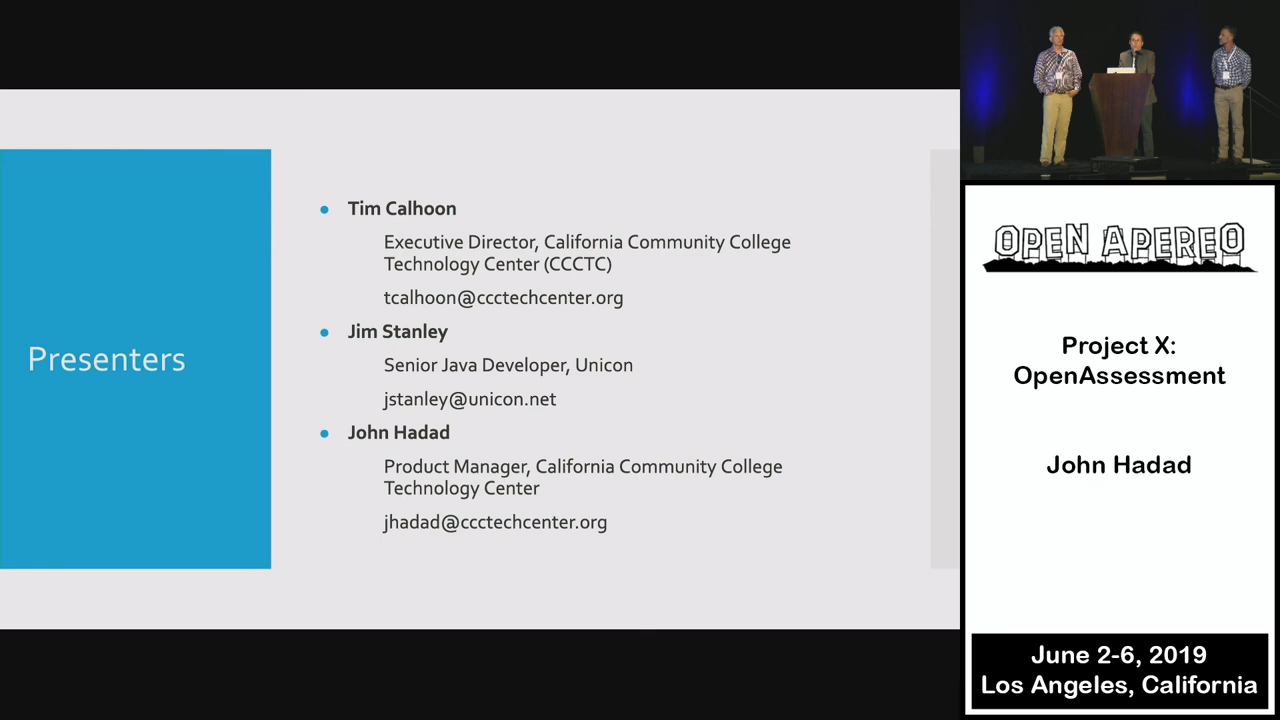 Presenters
Tim Calhoon
Executive Director, California Community College
Technology Center (CCCTC)
tcalhoon@ccctechcenter.org
Jim Stanley
Senior Java Developer, Unicon
jstanley@unicon.net
John Hadad
Product Manager, California Community College
Technology Center
jhadad@ccctechcenter.org
OPEN APEREO
Project X:
OpenAssessment
John Hadad
June 2-6, 2019
Los Angeles, California